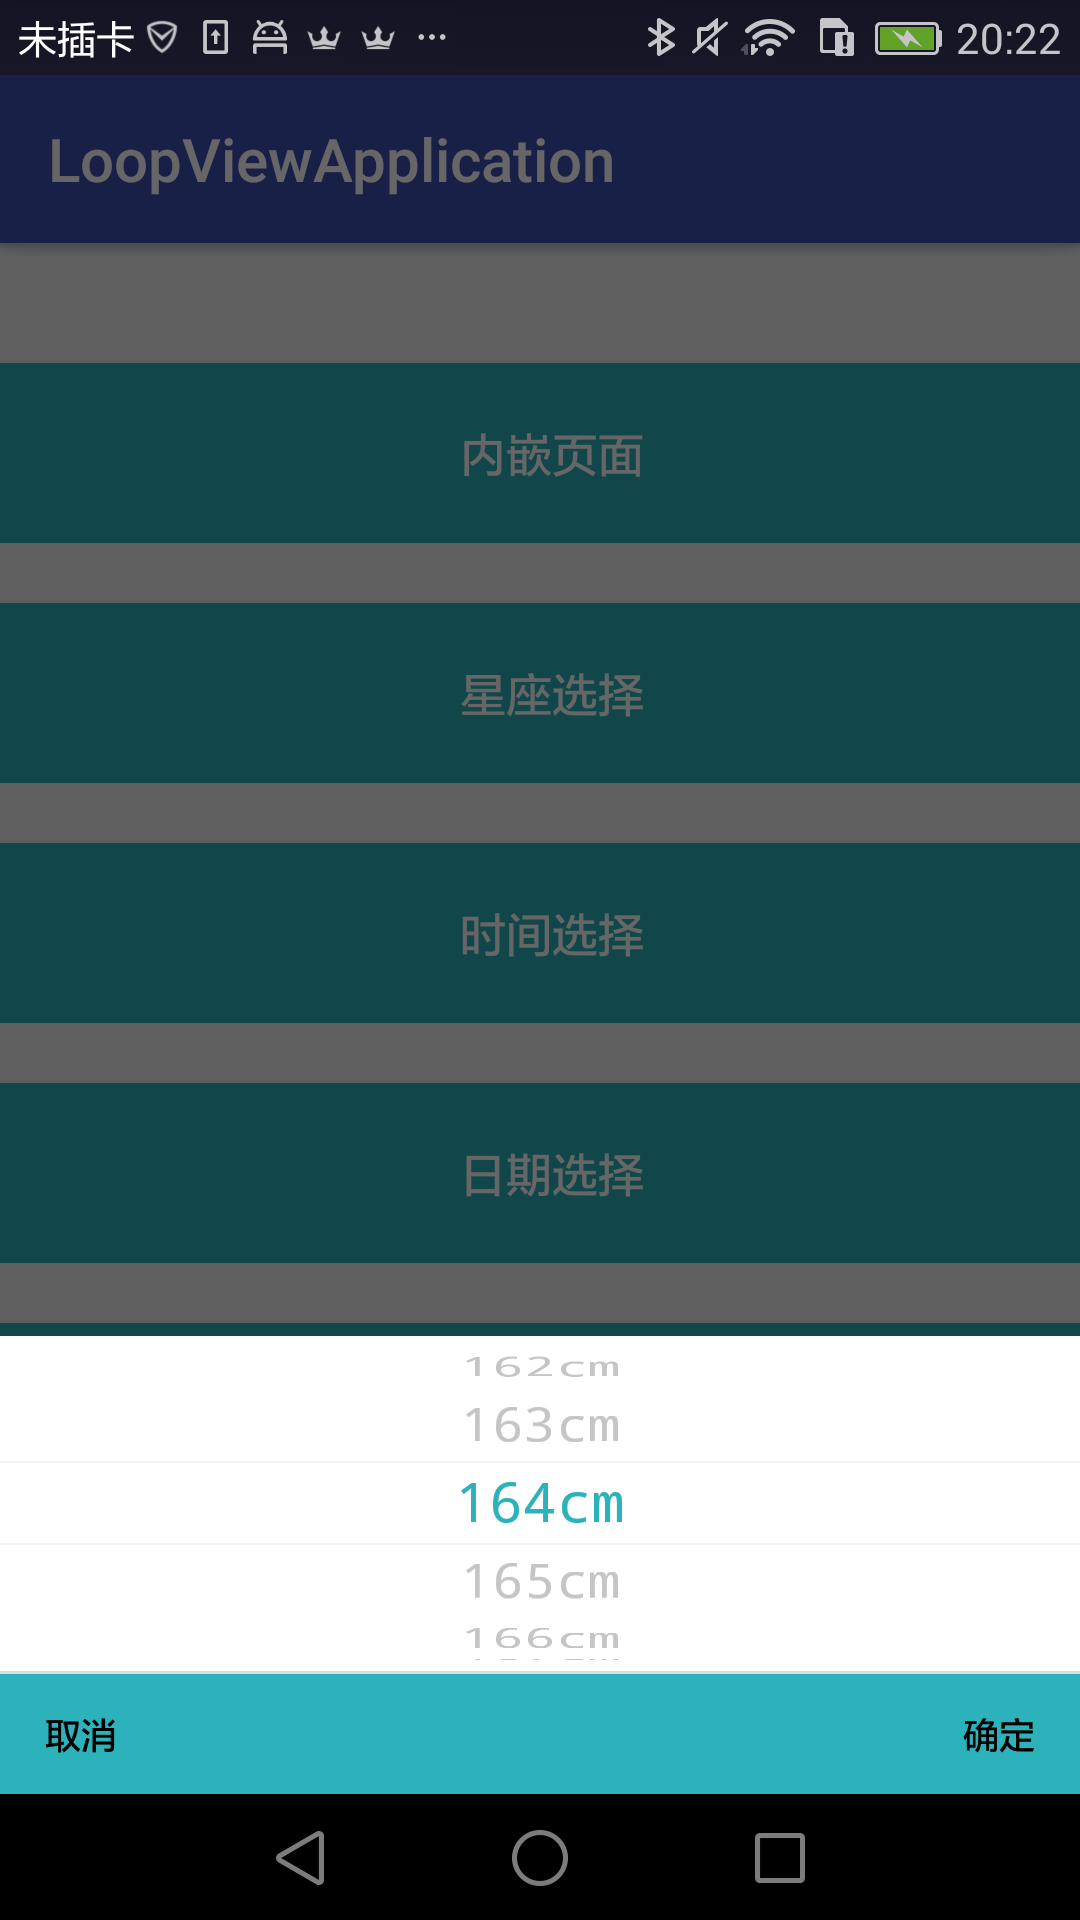 未插卡 20:22
LoopViewApplication
内嵌页面
星座选择
时间选择
日期选择
162cm
163cm
164cm
165cm
166cm
取消 确定